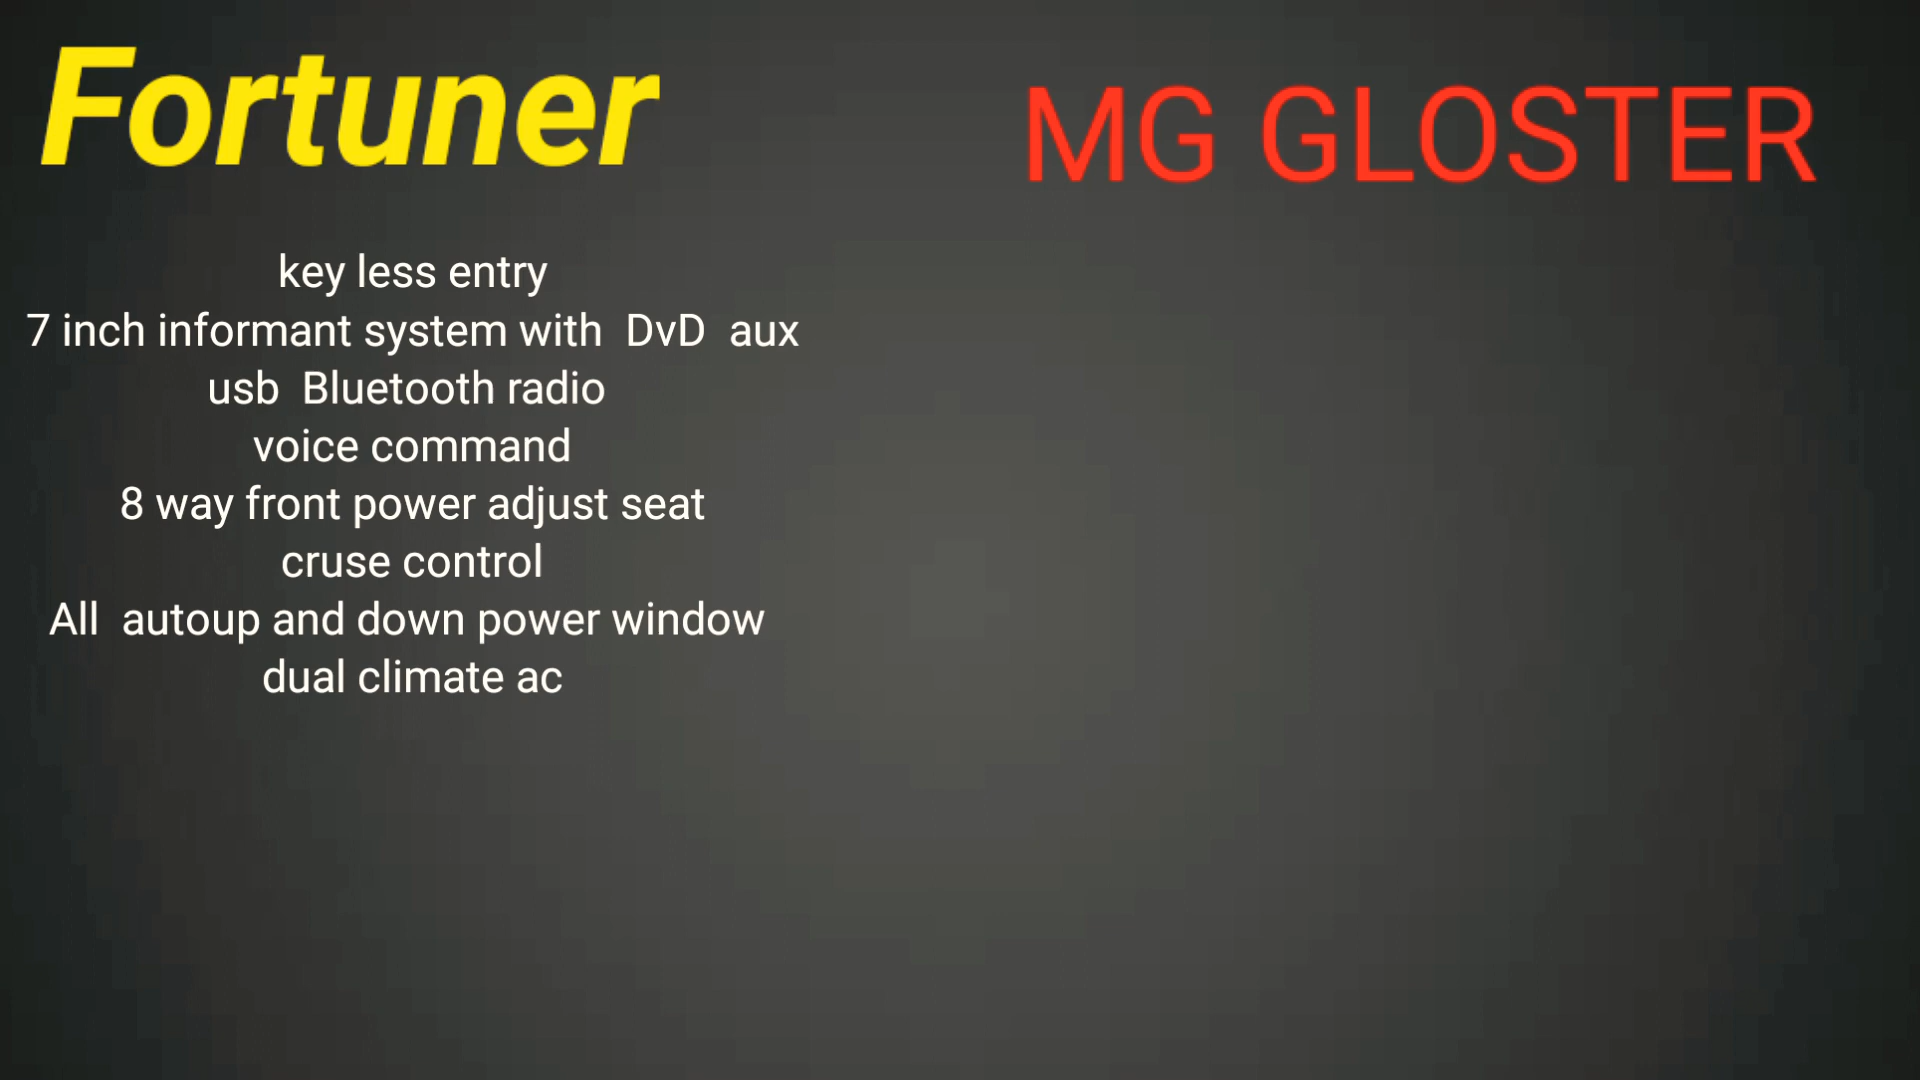 Fortuner
MG GLOSTER
key less entry
7 inch informant system with  DvD  aux
usb  Bluetooth radio
voice command
8 way front power adjust seat
cruse control
All  autoup and down power window
dual climate ac